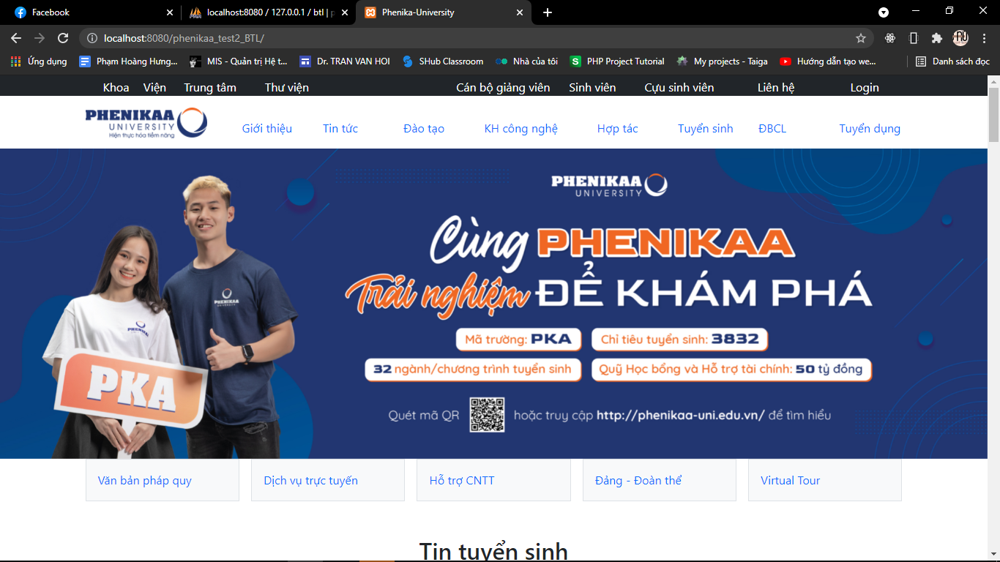 Facebook
localhost:8080 / 127.0.0.1 / btl | p
Phenika-University
localhost:8080/phenikaa_test2_BTL/
Ứng dụng
Phạm Hoàng Hưng...
MIS - Quản trị Hệ t...
Dr. TRAN VAN HOI
SHub Classroom
Nhà của tôi
PHP Project Tutorial
My projects - Taiga
Hướng dẫn tạo we...
Danh sách đọc
Khoa Viện Trung tâm Thư viện Cán bộ giảng viên Sinh viên Cựu sinh viên Liên hệ Login
PHENIKAA
UNIVERSITY
Hiện thực hóa tiềm năng
Giới thiệu Tin tức Đào tạo KH công nghệ Hợp tác Tuyển sinh ĐBCL Tuyển dụng
PHENIKAA
UNIVERSITY
Cùng PHENIKAA
Trải nghiệm ĐỂ KHÁM PHÁ
Mã trường: PKA
Chỉ tiêu tuyển sinh: 3832
32 ngành/chương trình tuyển sinh
Quỹ Học bổng và Hỗ trợ tài chính: 50 tỷ đồng
Quét mã QR hoặc truy cập http://phenikaa-uni.edu.vn/ để tìm hiểu
PHENIKAA
UNIVERSITY
PHENIKAA
PKA
Văn bản pháp quy
Dịch vụ trực tuyến
Hỗ trợ CNTT
Đảng - Đoàn thể
Virtual Tour
Tin tuyển sinh